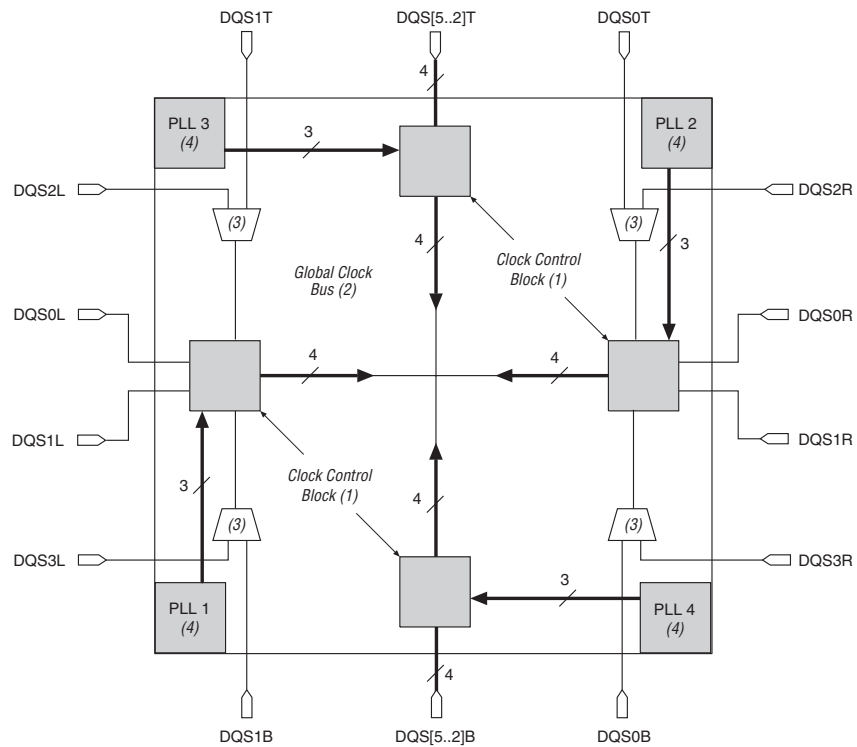 DQS1T
DQS[5..2]T
DQS0T
4
PLL 3
(4)
3
PLL 2
(4)
DQS2L
(3)
4
(3)
DQS2R
3
Global Clock
Bus (2)
Clock Control
Block (1)
DQS0L
DQS0R
4
4
DQS1L
DQS1R
Clock Control
Block (1)
3
4
(3)
(3)
DQS3L
DQS3R
PLL 1
(4)
3
PLL 4
(4)
4
DQS1B
DQS[5..2]B
DQS0B